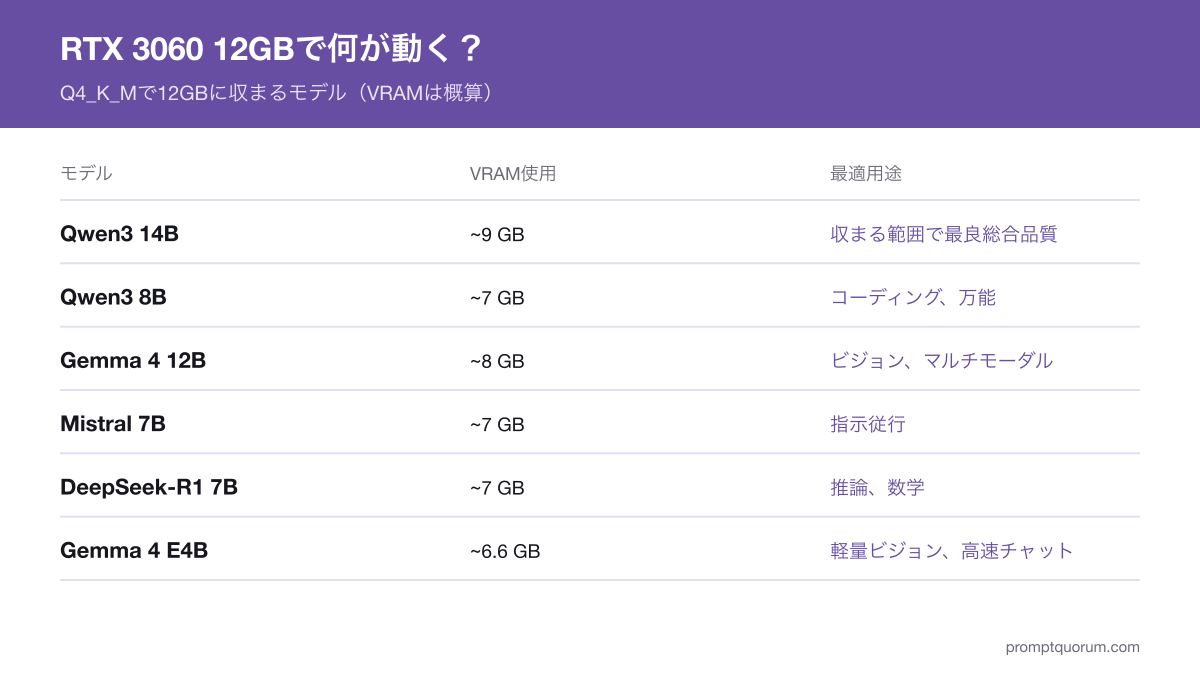 RTX 3060 12GBで何が動く？
Q4_K_Mで12GBに収まるモデル（VRAMは概算）
モデル VRAM使用 最適用途
Qwen3 14B ~9 GB 収まる範囲で最良総合品質
Qwen3 8B ~7 GB コーディング、万能
Gemma 4 12B ~8 GB ビジョン、マルチモーダル
Mistral 7B ~7 GB 指示従行
DeepSeek-R1 7B ~7 GB 推論、数学
Gemma 4 E4B ~6.6 GB 軽量ビジョン、高速チャット
promptquorum.com